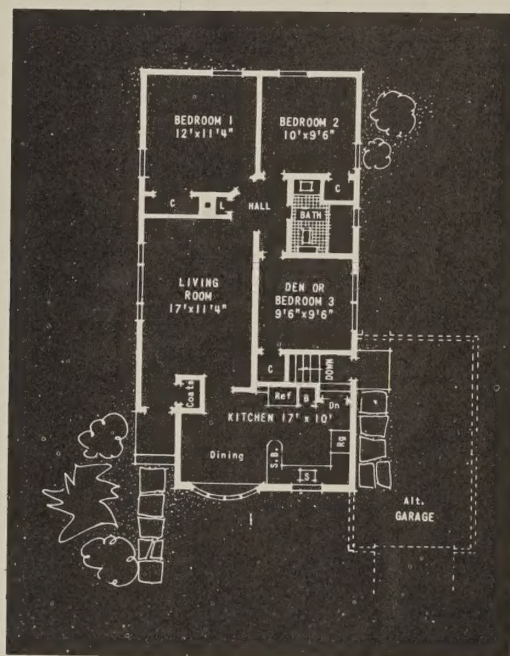 BEDROOM 1
12'x11'4"
BEDROOM 2
10'x9'6"
C
L
HALL
C
BATH
LIVING
ROOM
17'x11'4"
DEN OR
BEDROOM 3
9'6"x9'6"
C
DOWN
Coats
Ref
B
Dn
KITCHEN 17' x 10'
Rg
Dining
S.B.
S
Alt.
GARAGE